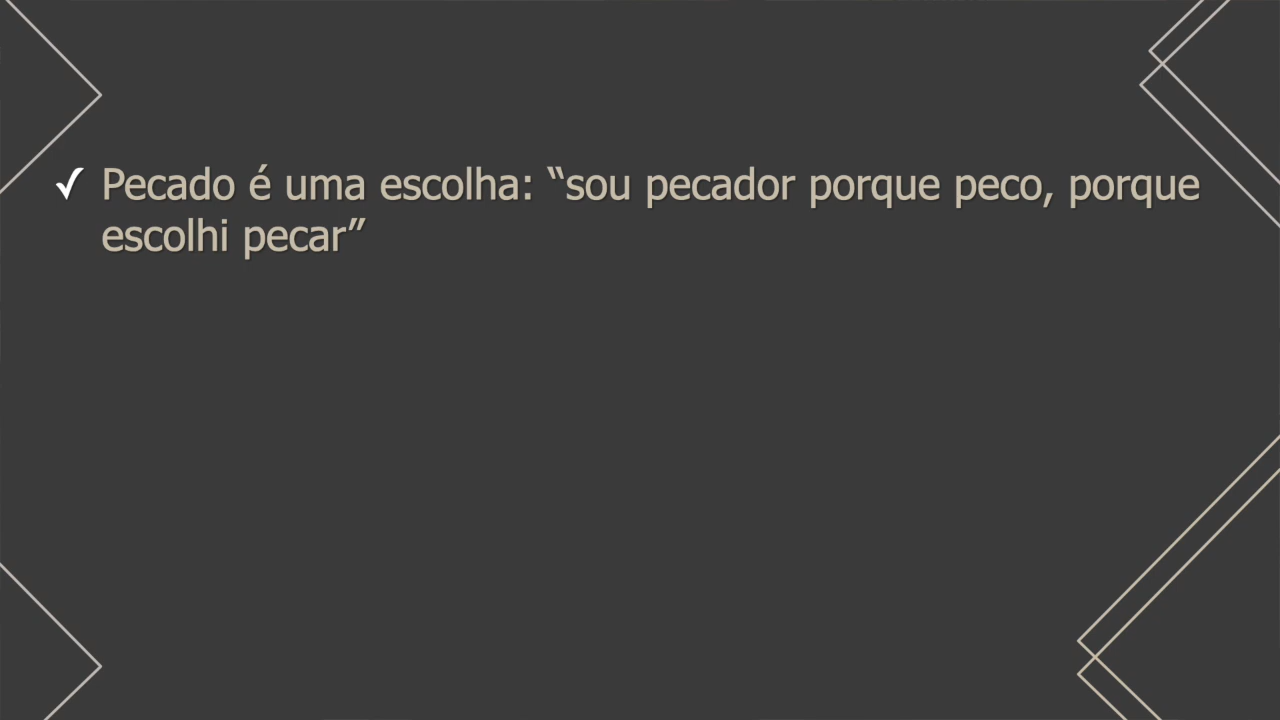 ✓ Pecado é uma escolha: “sou pecador porque peco, porque
escolhi pecar”